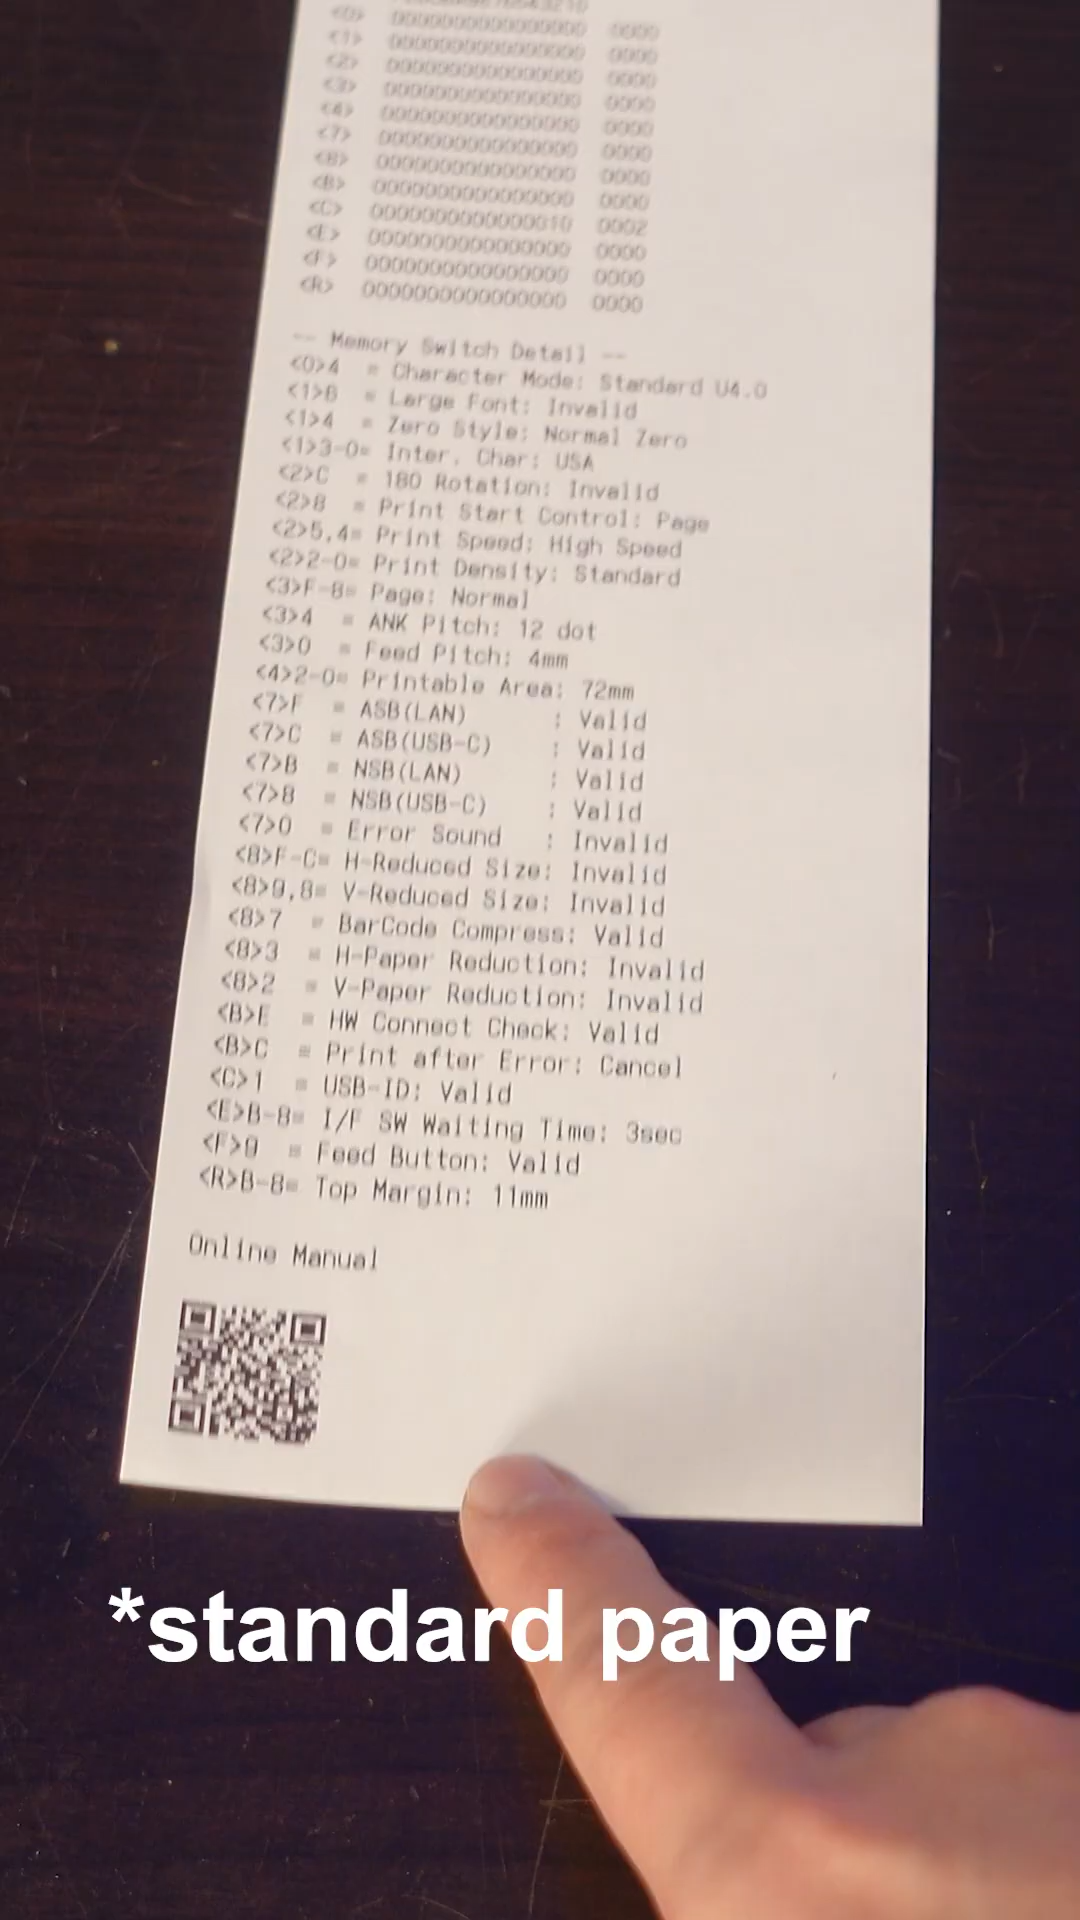 <0> 0000000000000000 0000
<1> 0000000000000000 0000
<2> 0000000000000000 0000
<3> 0000000000000000 0000
<4> 0000000000000000 0000
<7> 0000000000000000 0000
<8> 0000000000000000 0000
<B> 0000000000000000 0000
<C> 0000000000000010 0002
<E> 0000000000000000 0000
<F> 0000000000000000 0000
<R> 0000000000000000 0000
-- Memory Switch Detail --
<0>4 = Character Mode: Standard U4.0
<1>8 = Large Font: Invalid
<1>4 = Zero Style: Normal Zero
<1>3-0= Inter. Char: USA
<2>C = 180 Rotation: Invalid
<2>8 = Print Start Control: Page
<2>5,4= Print Speed: High Speed
<2>2-0= Print Density: Standard
<3>F-8= Page: Normal
<3>4 = ANK Pitch: 12 dot
<3>0 = Feed Pitch: 4mm
<4>2-0= Printable Area: 72mm
<7>F = ASB(LAN) : Valid
<7>C = ASB(USB-C) : Valid
<7>B = NSB(LAN) : Valid
<7>8 = NSB(USB-C) : Valid
<7>0 = Error Sound : Invalid
<8>F-C= H-Reduced Size: Invalid
<8>9,8= V-Reduced Size: Invalid
<8>7 = BarCode Compress: Valid
<8>3 = H-Paper Reduction: Invalid
<8>2 = V-Paper Reduction: Invalid
<B>E = HW Connect Check: Valid
<B>C = Print after Error: Cancel
<C>1 = USB-ID: Valid
<E>B-8= I/F SW Waiting Time: 3sec
<F>9 = Feed Button: Valid
<R>B-8= Top Margin: 11mm
Online Manual
*standard paper